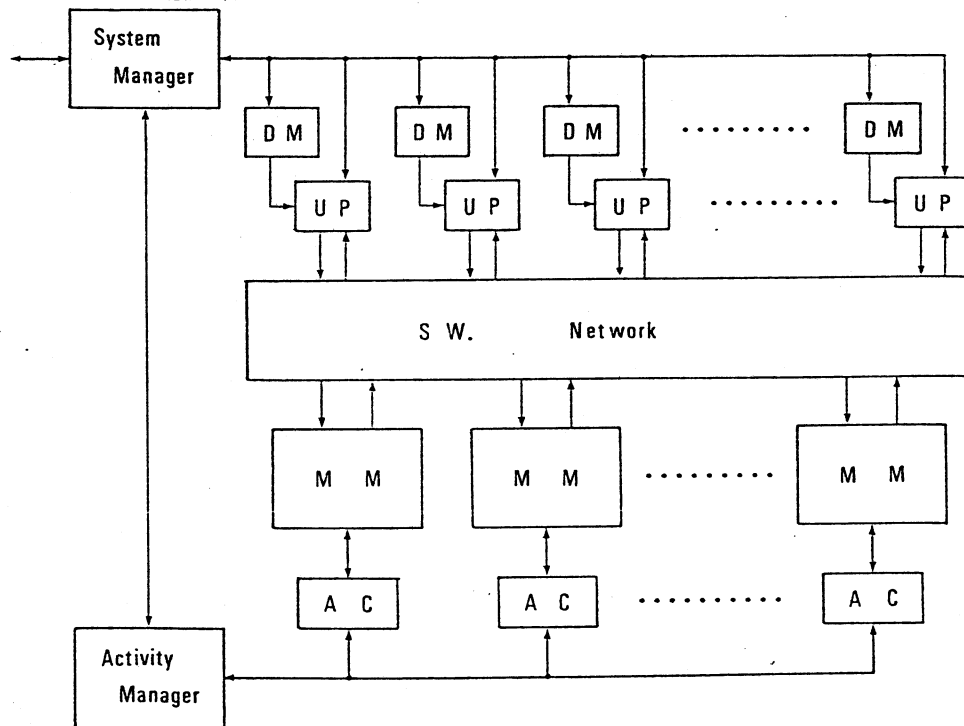 System
Manager
D M
D M
D M
D M
U P
U P
U P
U P
S W. Network
M M
M M
M M
A C
A C
A C
Activity
Manager